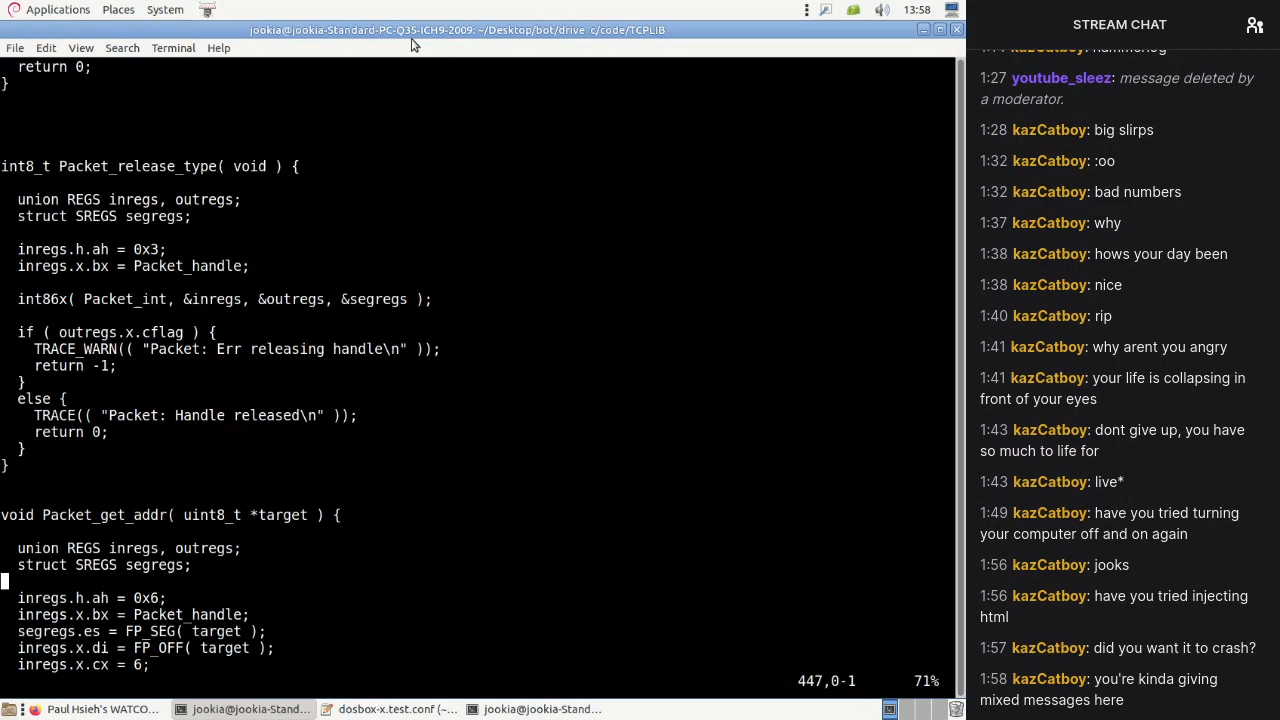 Applications Places System 13:58
jookia@jookia-Standard-PC-Q35-ICH9-2009: ~/Desktop/bot/drive_c/code/TCPLIB
File Edit View Search Terminal Help
return 0;
}
int8_t Packet_release_type( void ) {
union REGS inregs, outregs;
struct SREGS segregs;
inregs.h.ah = 0x3;
inregs.x.bx = Packet_handle;
int86x( Packet_int, &inregs, &outregs, &segregs );
if ( outregs.x.cflag ) {
TRACE_WARN(( "Packet: Err releasing handle\n" ));
return -1;
}
else {
TRACE(( "Packet: Handle released\n" ));
return 0;
}
}
void Packet_get_addr( uint8_t *target ) {
union REGS inregs, outregs;
struct SREGS segregs;
inregs.h.ah = 0x6;
inregs.x.bx = Packet_handle;
segregs.es = FP_SEG( target );
inregs.x.di = FP_OFF( target );
inregs.x.cx = 6;
447,0-1 71%
Paul Hsieh's WATCO... jookia@jookia-Stand... dosbox-x.test.conf (~... jookia@jookia-Stand...
STREAM CHAT
1:27 youtube_sleez: message deleted by
a moderator.
1:28 kazCatboy: big slirps
1:32 kazCatboy: :oo
1:32 kazCatboy: bad numbers
1:37 kazCatboy: why
1:38 kazCatboy: hows your day been
1:38 kazCatboy: nice
1:40 kazCatboy: rip
1:41 kazCatboy: why arent you angry
1:41 kazCatboy: your life is collapsing in
front of your eyes
1:43 kazCatboy: dont give up, you have
so much to life for
1:43 kazCatboy: live*
1:49 kazCatboy: have you tried turning
your computer off and on again
1:56 kazCatboy: jooks
1:56 kazCatboy: have you tried injecting
html
1:57 kazCatboy: did you want it to crash?
1:58 kazCatboy: you're kinda giving
mixed messages here